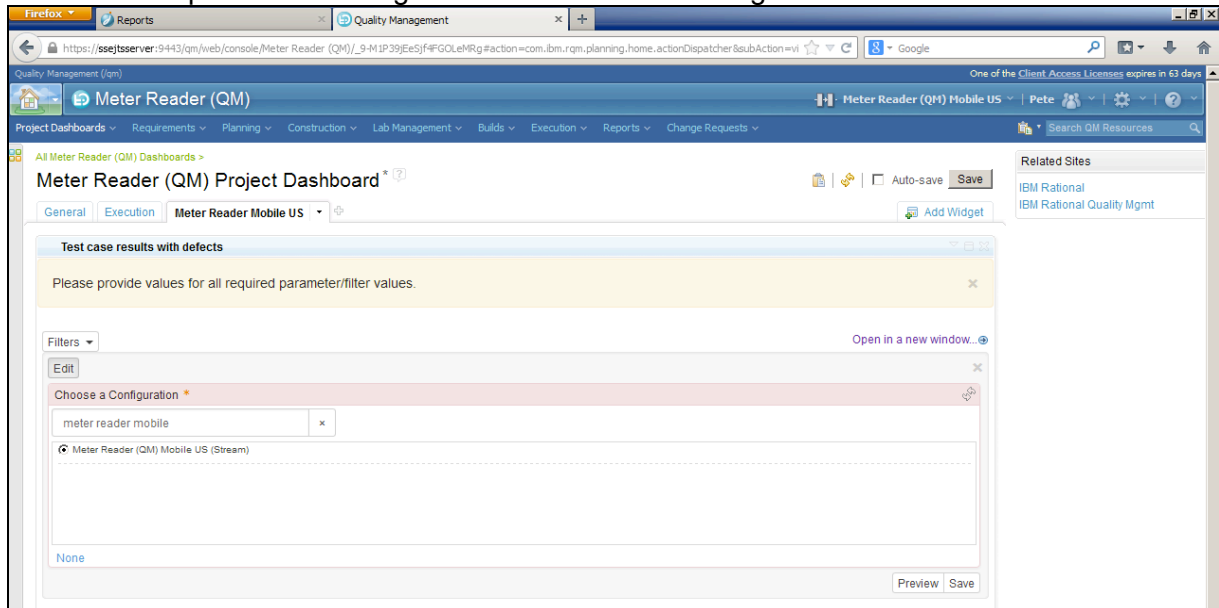 Firefox
Reports
Quality Management
https://ssejtsserver:9443/qm/web/console/Meter Reader (QM)/_9-M1P39jEeSjf4FGOLeMRg#action=com.ibm.rqm.planning.home.actionDispatcher&subAction=vi
Google
Quality Management (/qm)
One of the Client Access Licenses expires in 63 days
Meter Reader (QM)
Meter Reader (QM) Mobile US
Pete
Project Dashboards Requirements Planning Construction Lab Management Builds Execution Reports Change Requests
Search QM Resources
All Meter Reader (QM) Dashboards >
Meter Reader (QM) Project Dashboard *
Auto-save Save
General Execution Meter Reader Mobile US
Add Widget
Related Sites
IBM Rational
IBM Rational Quality Mgmt
Test case results with defects
Please provide values for all required parameter/filter values.
Filters
Open in a new window...
Edit
Choose a Configuration *
meter reader mobile
Meter Reader (QM) Mobile US (Stream)
None
Preview Save